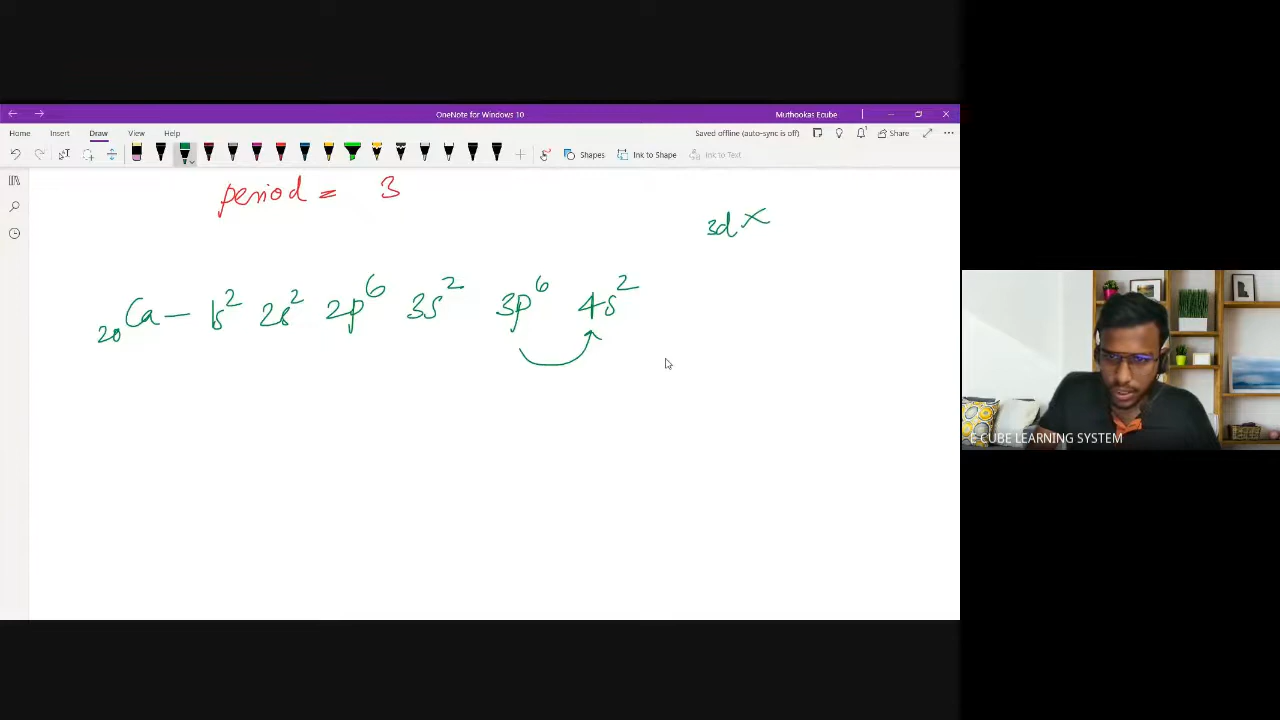 OneNote for Windows 10
Muthookas Ecube
Home Insert Draw View Help
Saved offline (auto-sync is off) Share
Shapes Ink to Shape Ink to Text
period = 3
3d X
20Ca - 1s² 2s² 2p⁶ 3s² 3p⁶ 4s²
E CUBE LEARNING SYSTEM